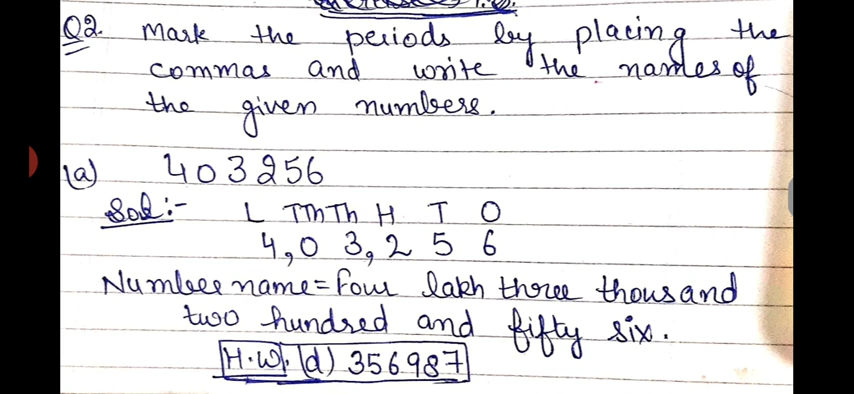 Q2. Mark the periods by placing the
commas and write the names of
the given numbers.
(a) 403256
Sol:- L TTh Th H T O
4,0 3,2 5 6
Number name = Four lakh three thousand
two hundred and fifty six.
H.W. (d) 356987